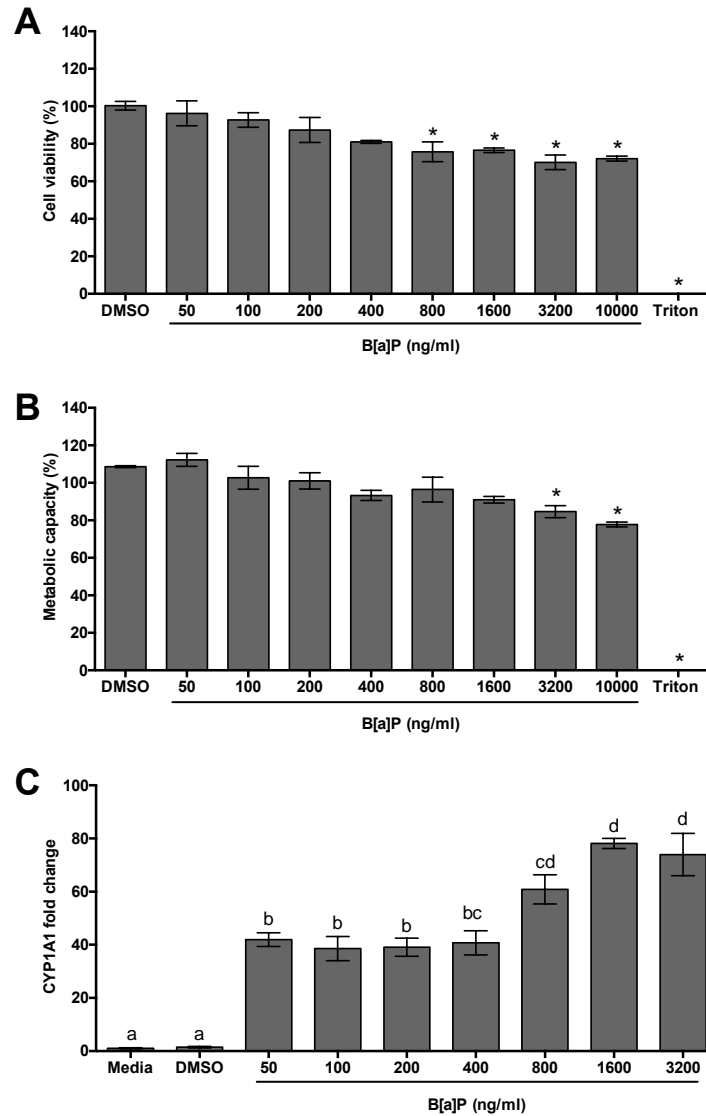 A
140
120
100
80
60
40
20
0
Cell viability (%)
* * * * *
DMSO 50 100 200 400 800 1600 3200 10000 Triton
B[a]P (ng/ml)
B
140
120
100
80
60
40
20
0
Metabolic capacity (%)
* * *
DMSO 50 100 200 400 800 1600 3200 10000 Triton
B[a]P (ng/ml)
C
100
80
60
40
20
0
CYP1A1 fold change
a a b b b bc cd d d
Media DMSO 50 100 200 400 800 1600 3200
B[a]P (ng/ml)